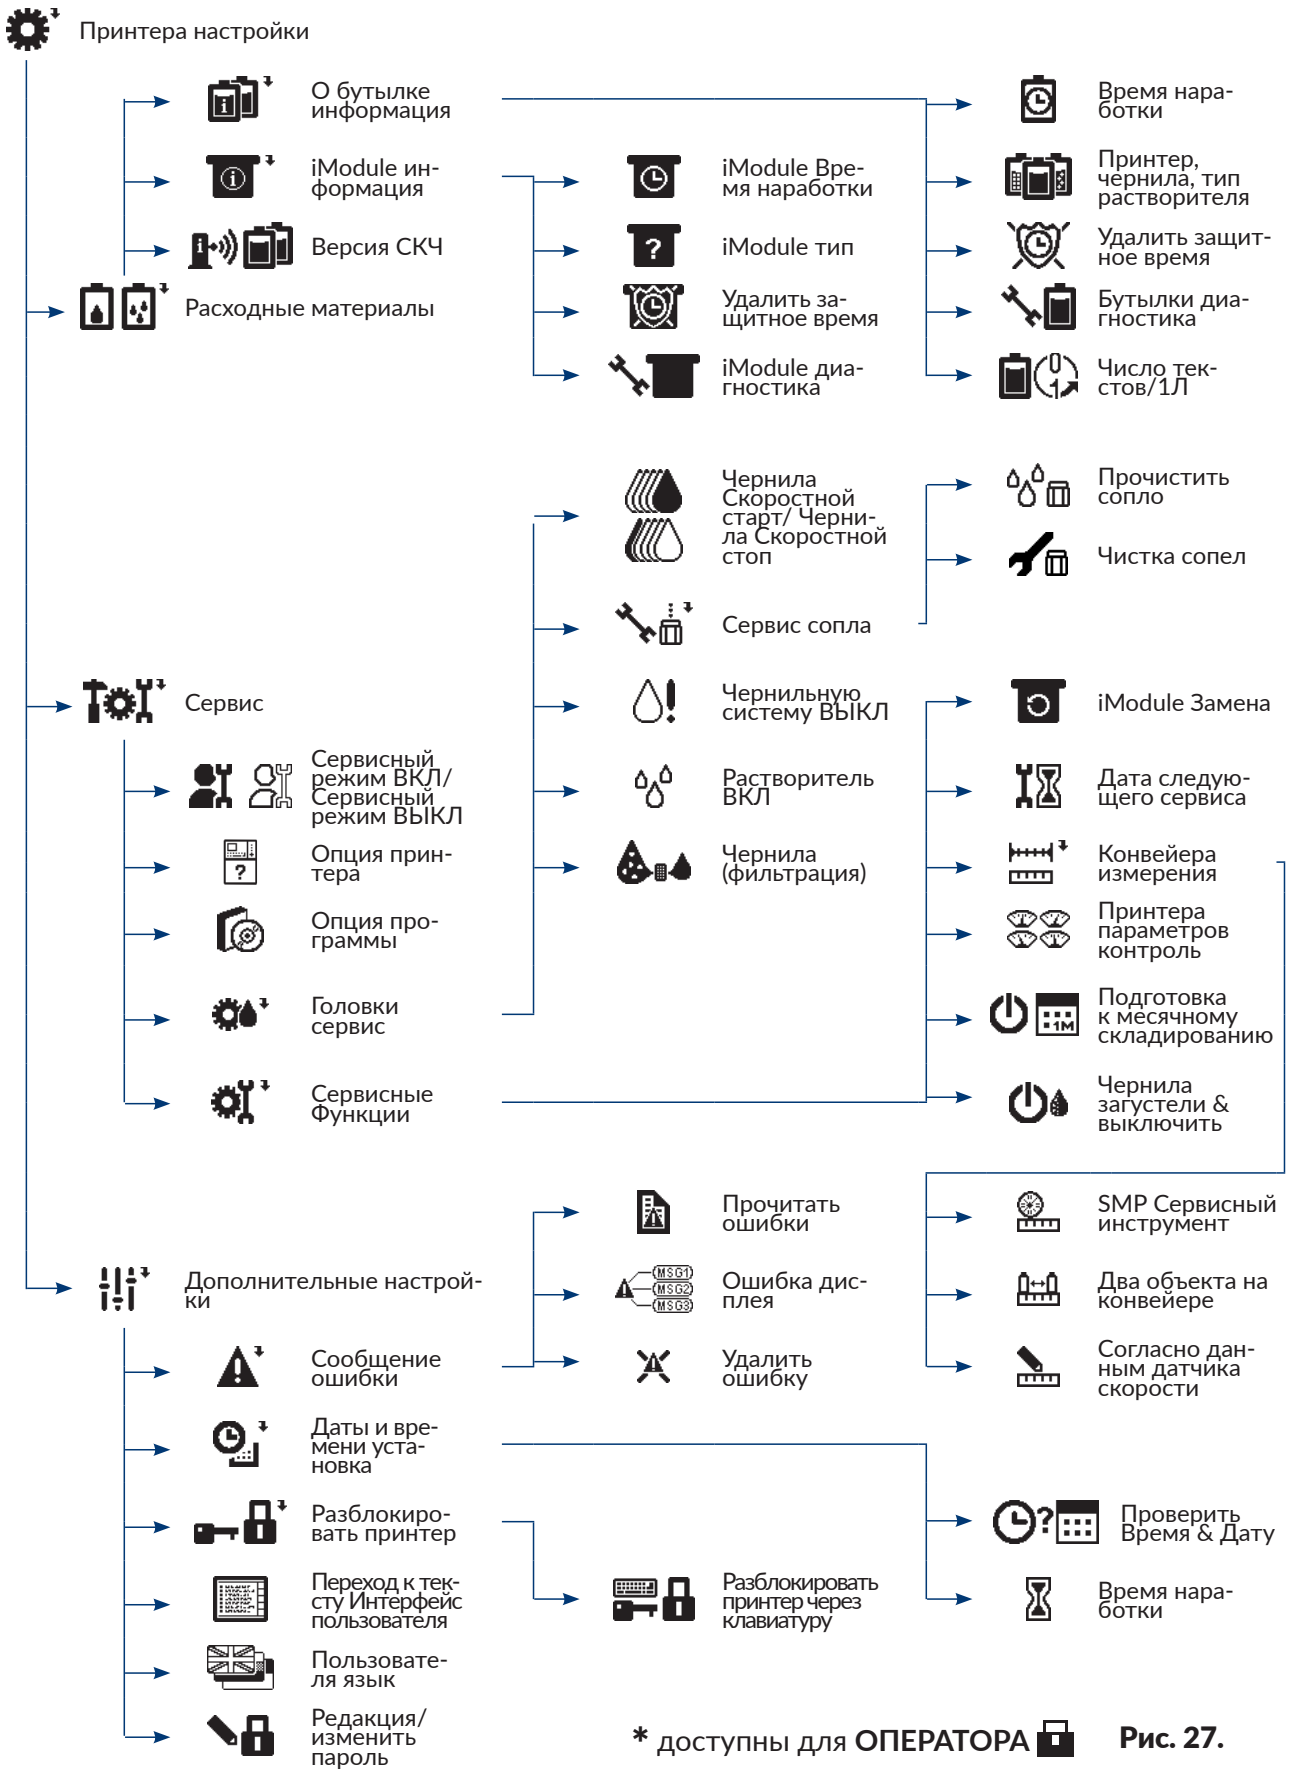 Принтера настройки
О бутылке
информация
iModule ин-
формация
Версия СКЧ
Расходные материалы
iModule Вре-
мя наработки
iModule тип
Удалить за-
щитное время
iModule диа-
гностика
Время нара-
ботки
Принтер,
чернила, тип
растворителя
Удалить защит-
ное время
Бутылки диа-
гностика
Число тек-
стов/1Л
Чернила
Скоростной
старт/ Черни-
ла Скоростной
стоп
Сервис сопла
Чернильную
систему ВЫКЛ
Растворитель
ВКЛ
Чернила
(фильтрация)
Прочистить
сопло
Чистка сопел
Сервис
Сервисный
режим ВКЛ/
Сервисный
режим ВЫКЛ
Опция прин-
тера
Опция про-
граммы
Головки
сервис
Сервисные
Функции
iModule Замена
Дата следую-
щего сервиса
Конвейера
измерения
Принтера
параметров
контроль
1M
Подготовка
к месячному
складированию
Чернила
загустели &
выключить
SMP Сервисный
инструмент
Два объекта на
конвейере
Согласно дан-
ным датчика
скорости
Дополнительные настрой-
ки
Сообщение
ошибки
Прочитать
ошибки
MSG1
MSG2
MSG3
Ошибка дис-
плея
Удалить
ошибку
Даты и вре-
мени уста-
новка
Разблокиро-
вать принтер
Переход к тек-
сту Интерфейс
пользователя
Пользовате-
ля язык
Редакция/
изменить
пароль
Разблокировать
принтер через
клавиатуру
Проверить
Время & Дату
Время нара-
ботки
* доступны для ОПЕРАТОРА
Рис. 27.